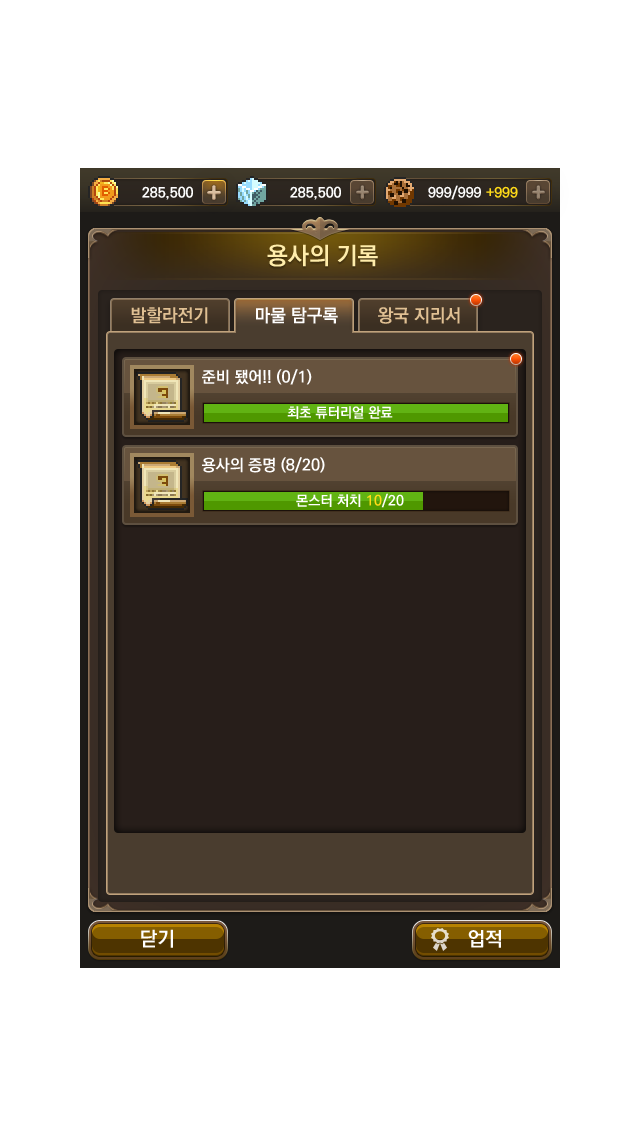 285,500
285,500
999/999 +999
용사의 기록
발할라전기
마물 탐구록
왕국 지리서
준비 됐어!! (0/1)
최초 튜터리얼 완료
용사의 증명 (8/20)
몬스터 처치 10/20
닫기
업적